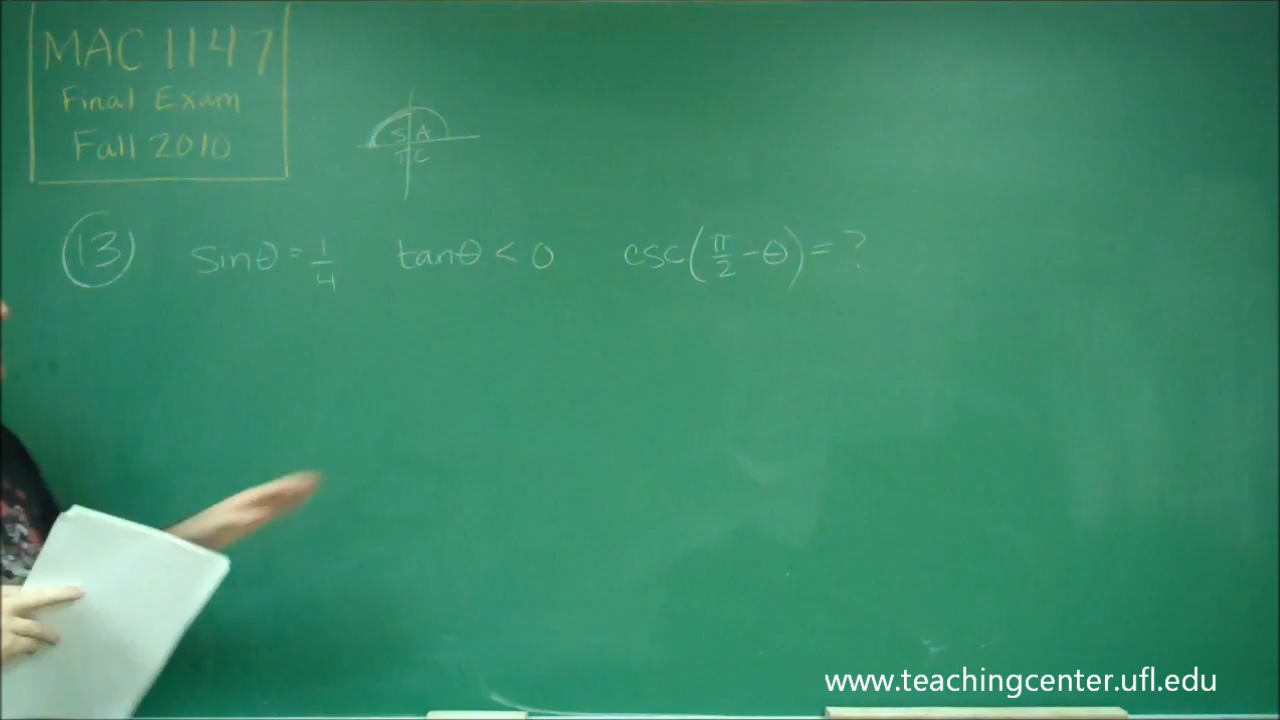 MAC 1147
Final Exam
Fall 2010
S A
T C
13 sinθ = 1/4 tanθ < 0 csc(π/2 - θ) = ?
www.teachingcenter.ufl.edu